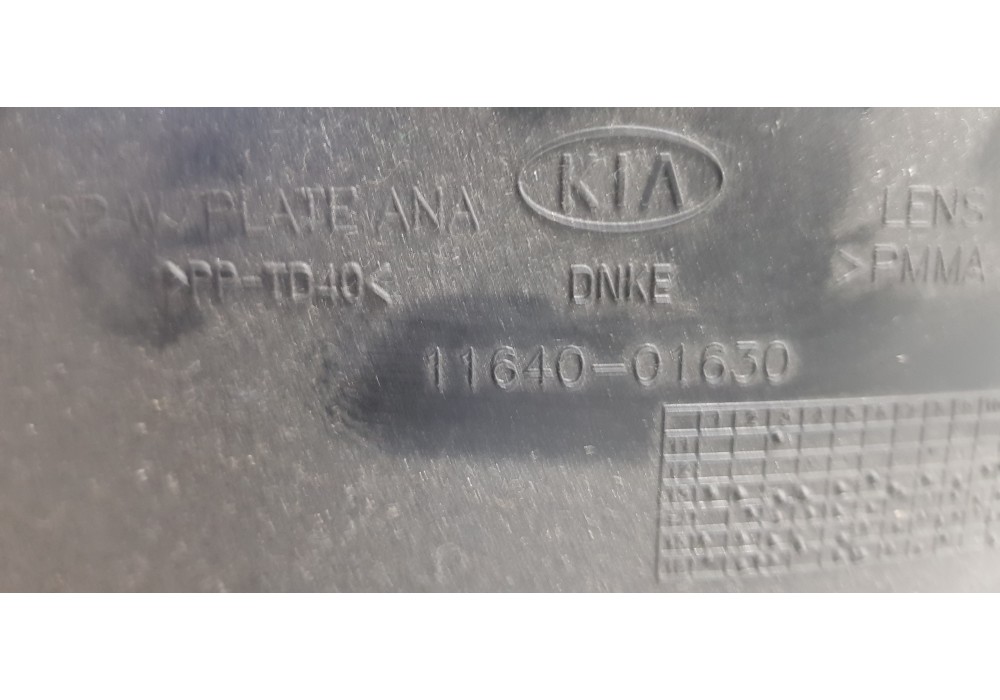 KIA
PLATE ANA
LENS
>PP-TD40<
DNKE
>PMMA
11640-01630